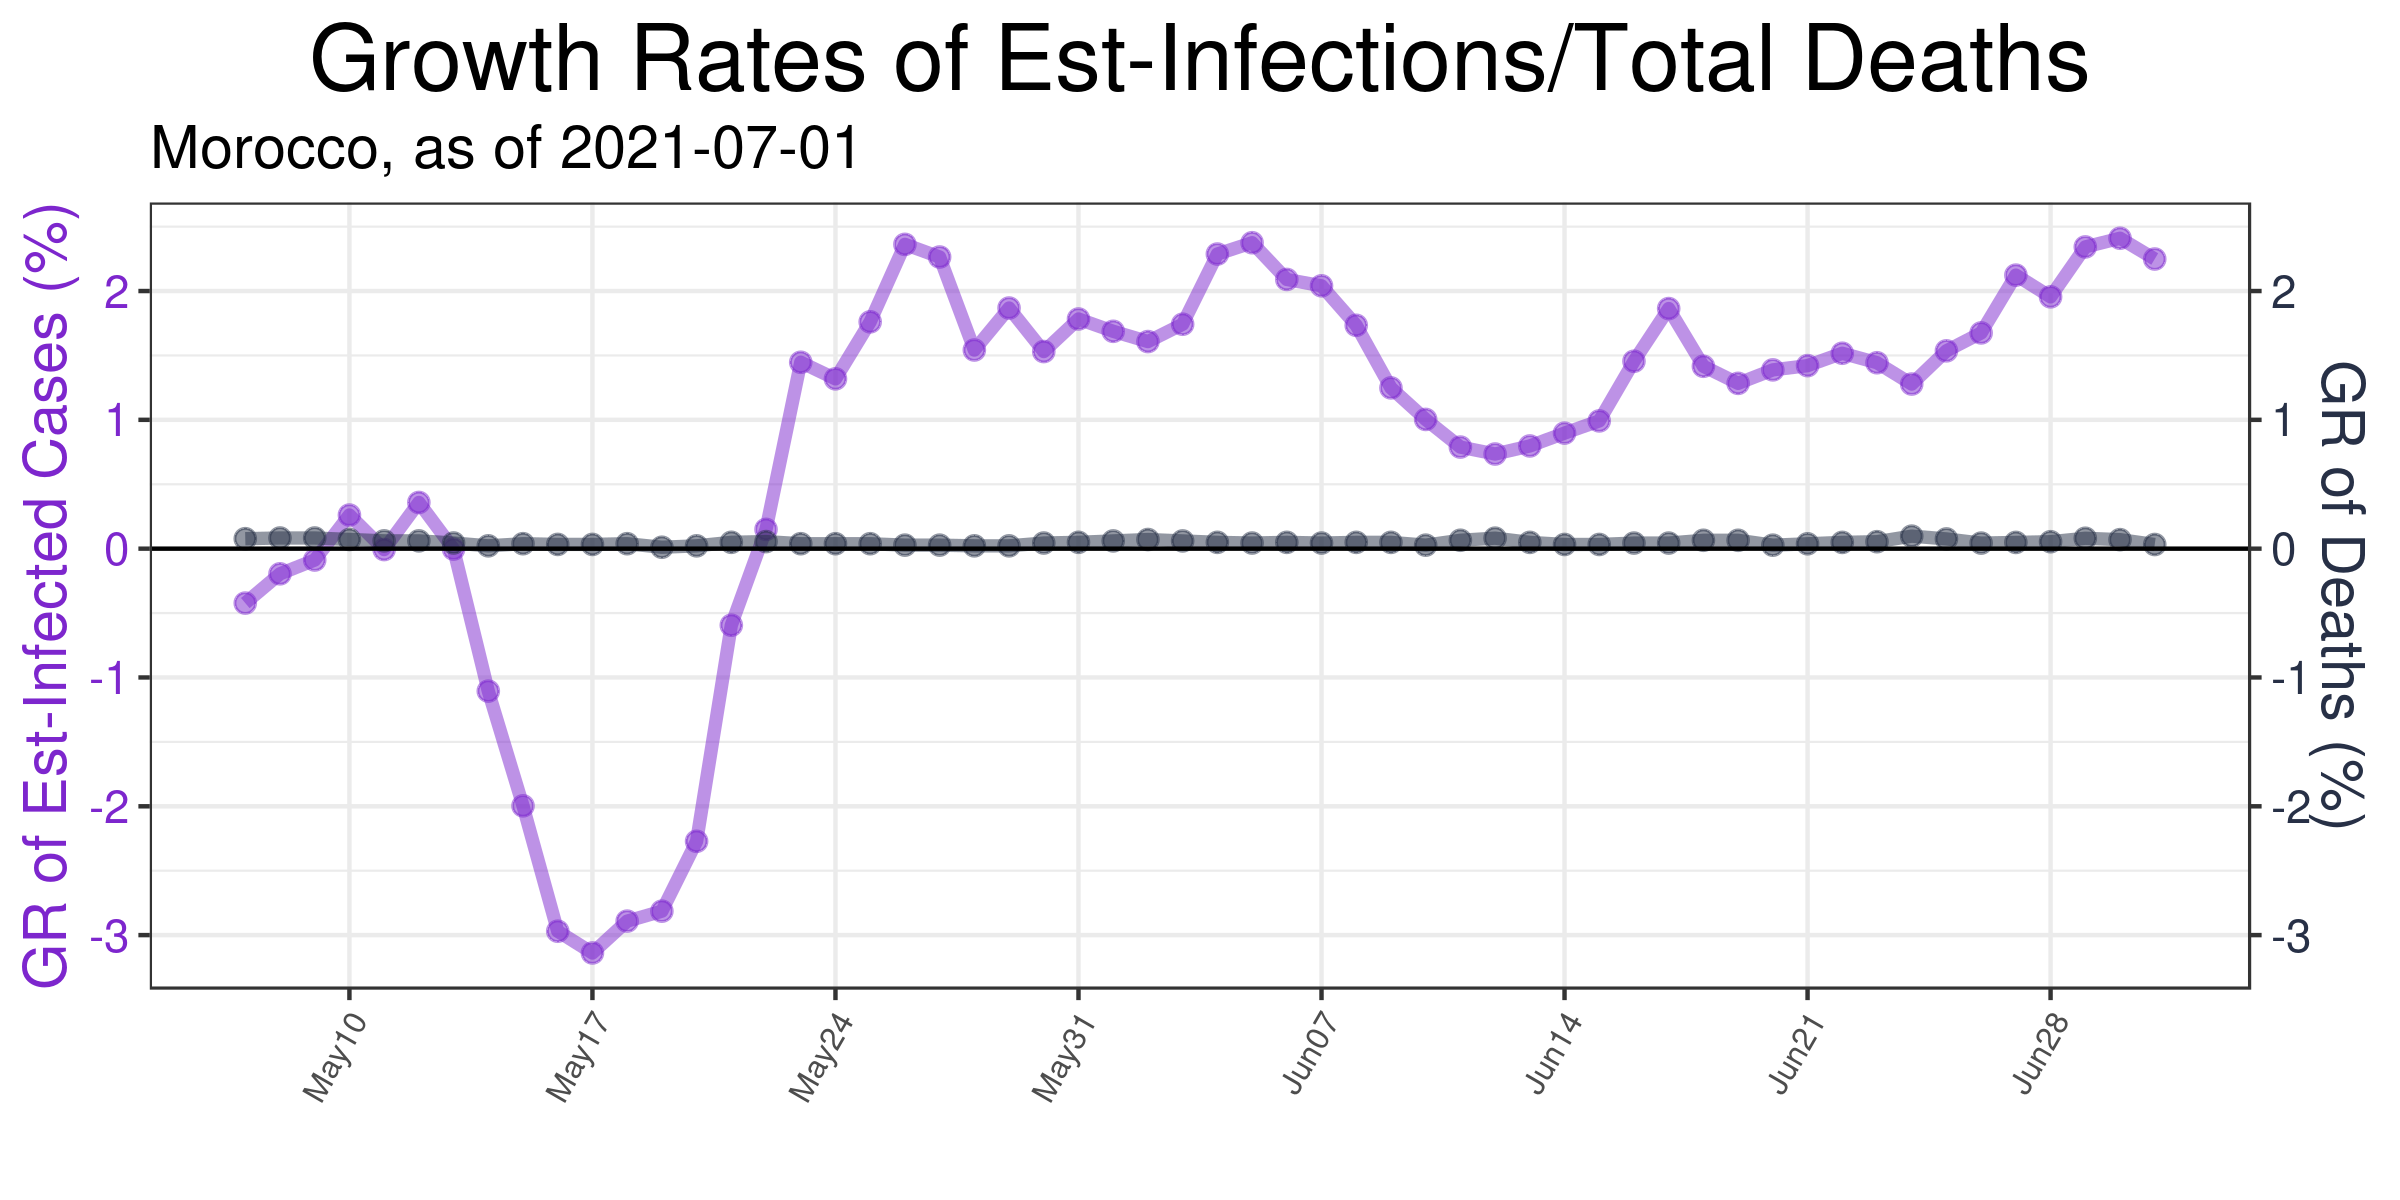 Growth Rates of Est-Infections/Total Deaths
Morocco, as of 2021-07-01
GR of Est-Infected Cases (%)
2
1
0
-1
-2
-3
2
1
0
-1
-2
-3
GR of Deaths (%)
May10
May17
May24
May31
Jun07
Jun14
Jun21
Jun28